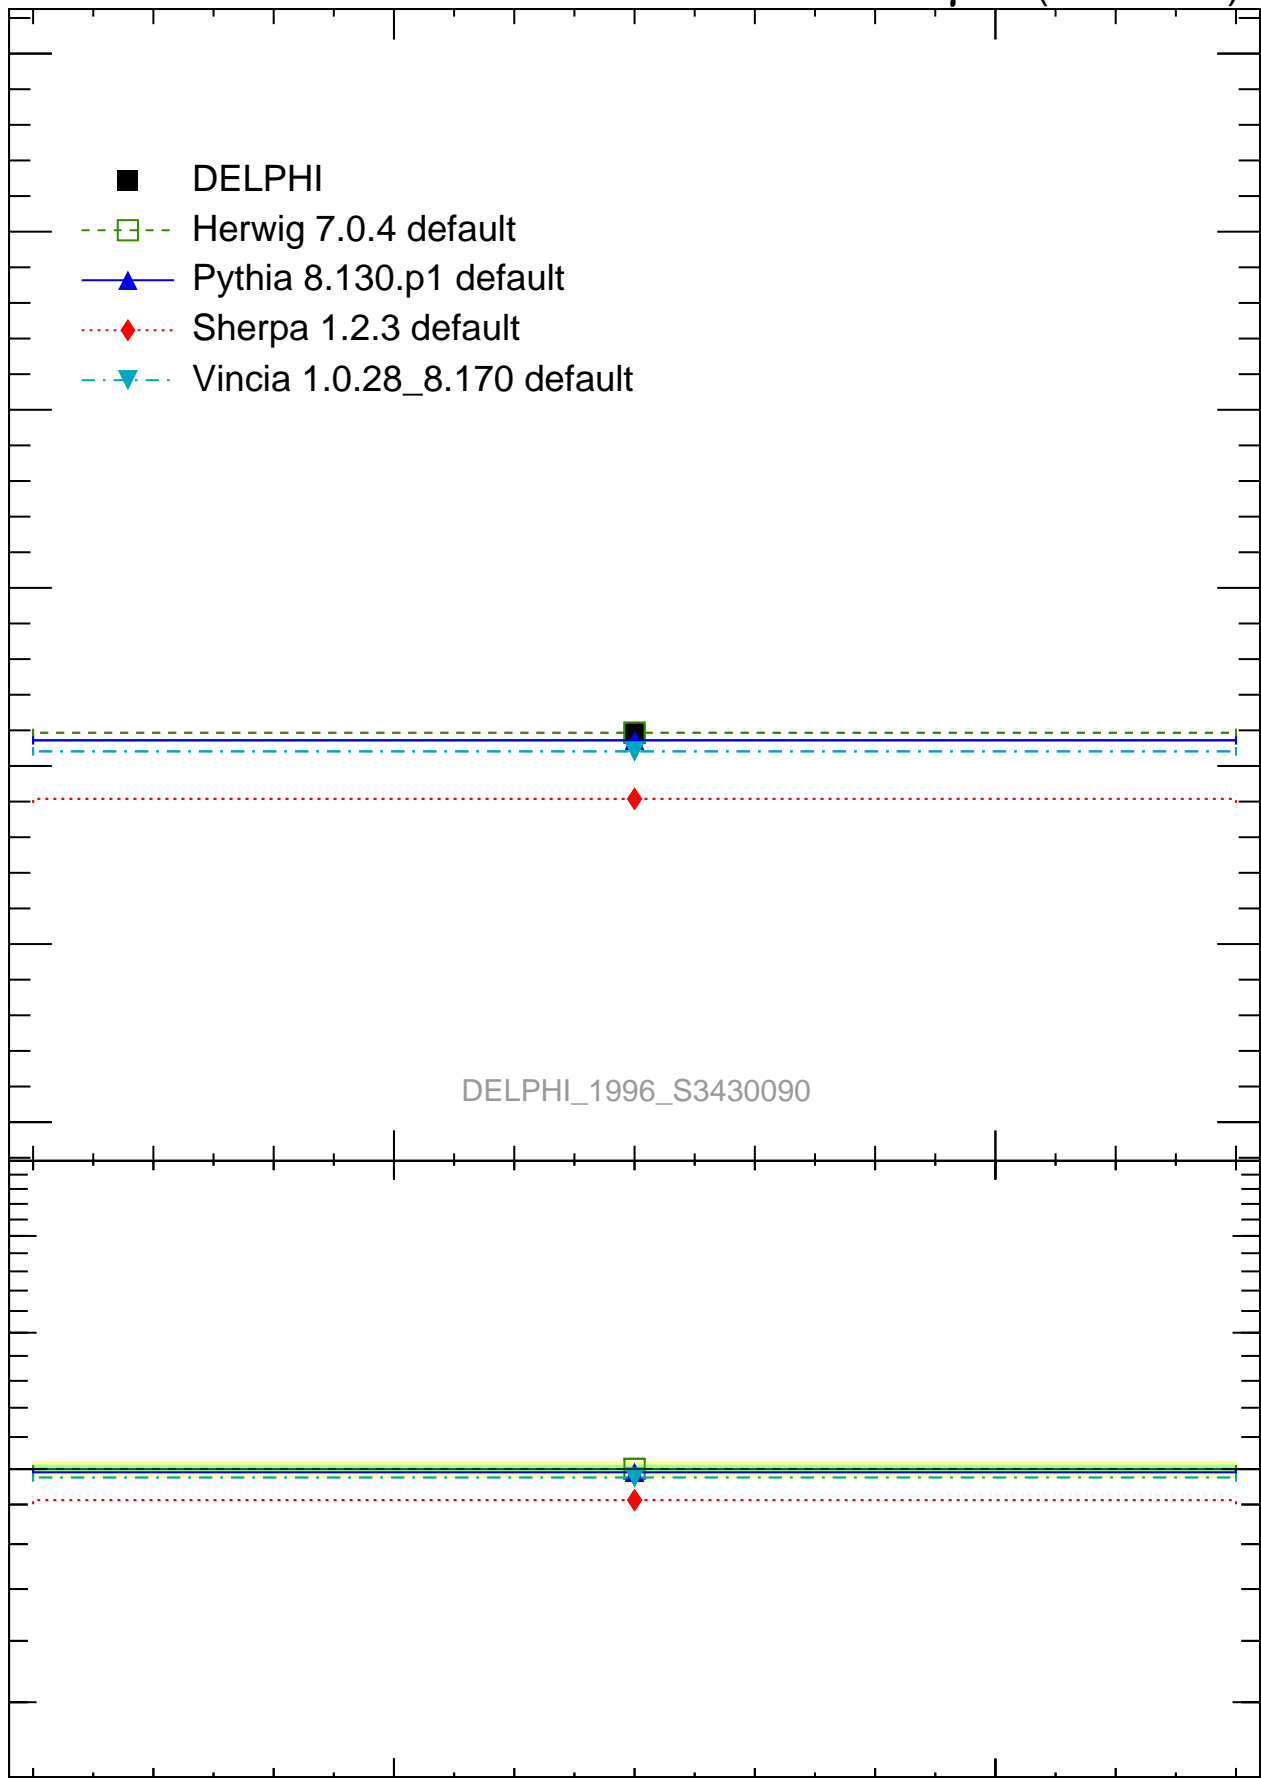 DELPHI
Herwig 7.0.4 default
Pythia 8.130.p1 default
Sherpa 1.2.3 default
Vincia 1.0.28_8.170 default
DELPHI_1996_S3430090